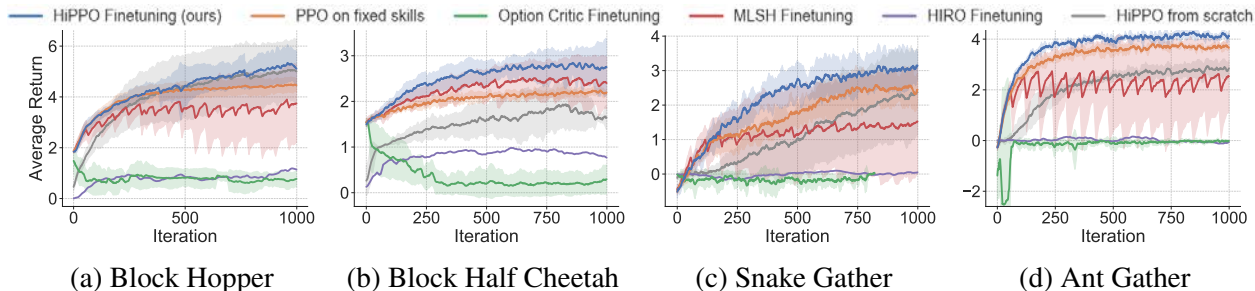 HiPPO Finetuning (ours) PPO on fixed skills Option Critic Finetuning MLSH Finetuning HIRO Finetuning HiPPO from scratch
Average Return
6
4
2
0
0 500 1000
Iteration
(a) Block Hopper
3
2
1
0
0 250 500 750 1000
Iteration
(b) Block Half Cheetah
4
3
2
1
0
0 250 500 750 1000
Iteration
(c) Snake Gather
4
2
0
−2
0 250 500 750 1000
Iteration
(d) Ant Gather